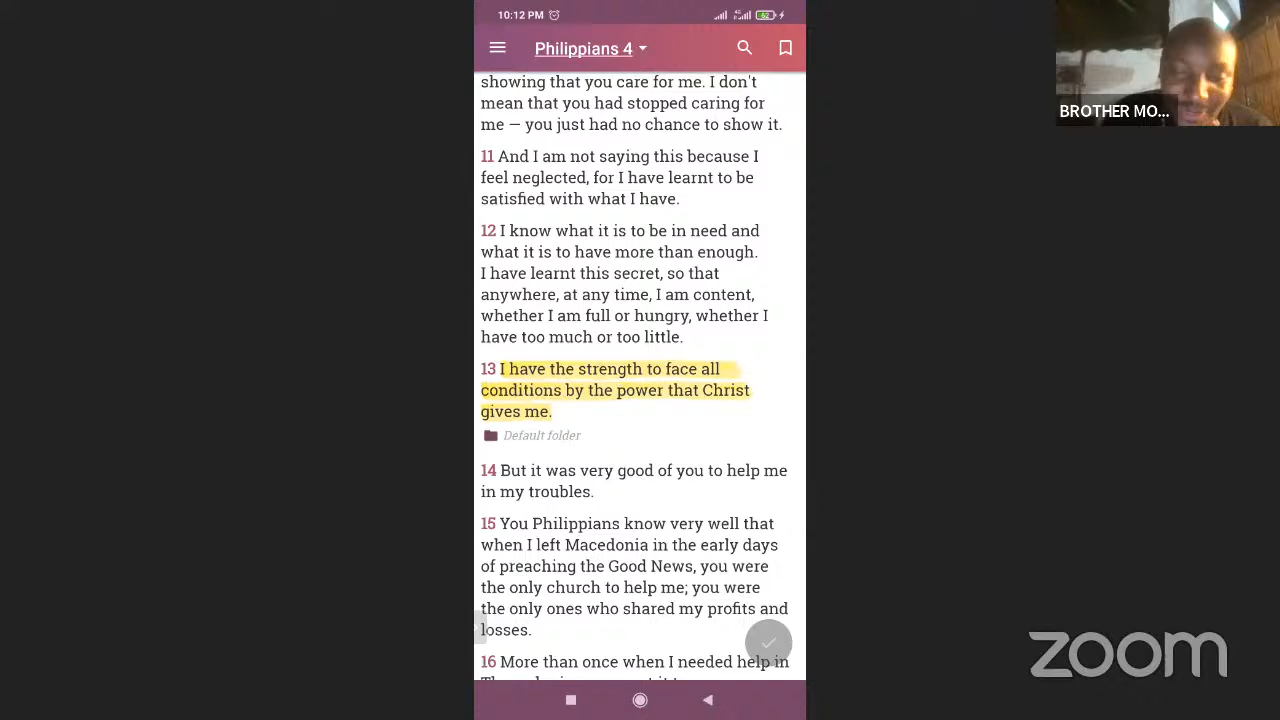 10:12 PM
4G
62
Philippians 4
showing that you care for me. I don't
mean that you had stopped caring for
me — you just had no chance to show it.
11 And I am not saying this because I
feel neglected, for I have learnt to be
satisfied with what I have.
12 I know what it is to be in need and
what it is to have more than enough.
I have learnt this secret, so that
anywhere, at any time, I am content,
whether I am full or hungry, whether I
have too much or too little.
13 I have the strength to face all
conditions by the power that Christ
gives me.
Default folder
14 But it was very good of you to help me
in my troubles.
15 You Philippians know very well that
when I left Macedonia in the early days
of preaching the Good News, you were
the only church to help me; you were
the only ones who shared my profits and
losses.
16 More than once when I needed help in
BROTHER MO...
zoom